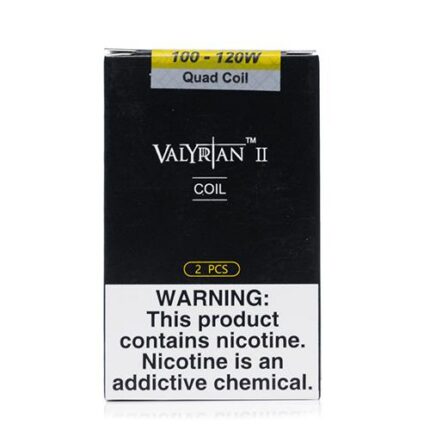 100 - 120W
Quad Coil
VALYRIAN™ II
COIL
2 PCS
WARNING:
This product
contains nicotine.
Nicotine is an
addictive chemical.